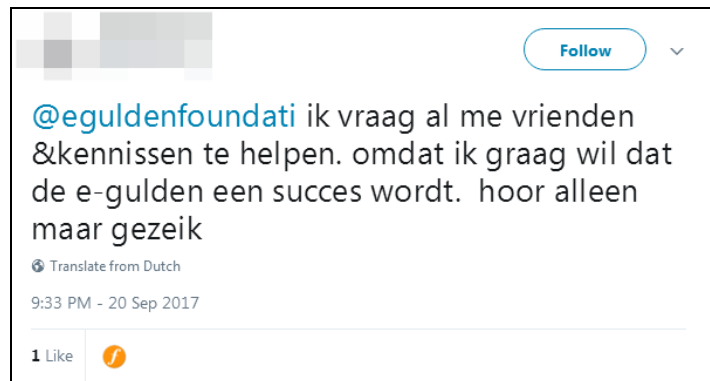 Follow
@eguldenfoundati ik vraag al me vrienden
&kennissen te helpen. omdat ik graag wil dat
de e-gulden een succes wordt.  hoor alleen
maar gezeik
Translate from Dutch
9:33 PM - 20 Sep 2017
1 Like